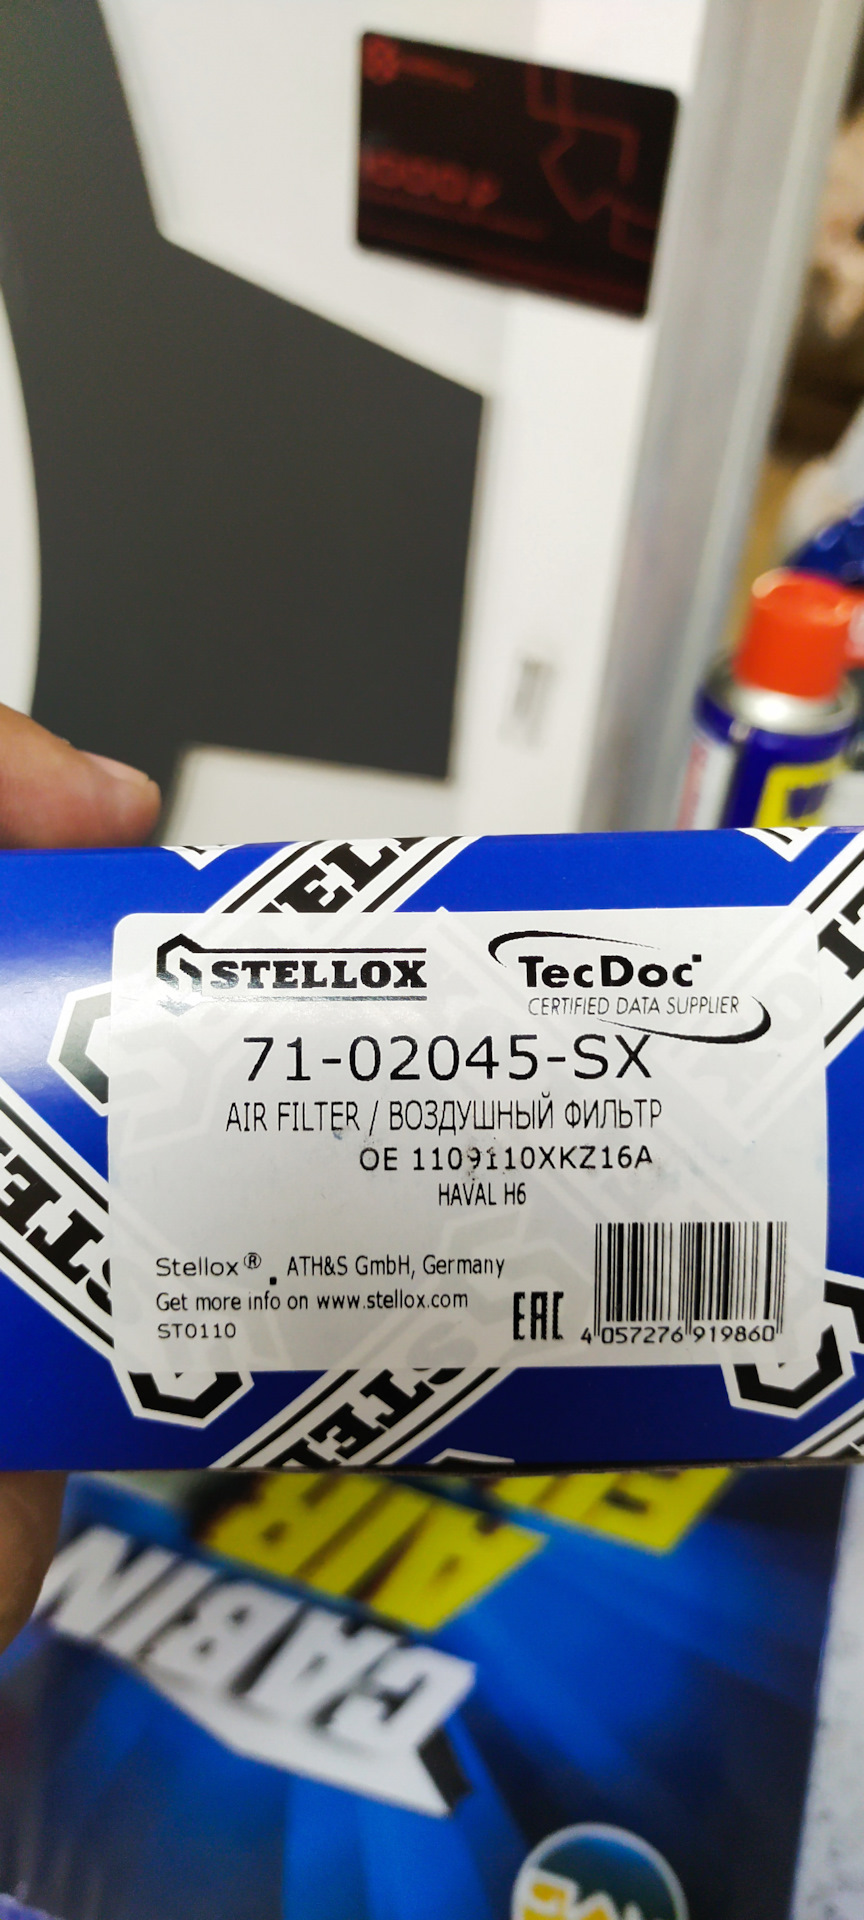 STELLOX
TecDoc
CERTIFIED DATA SUPPLIER
71-02045-SX
AIR FILTER / ВОЗДУШНЫЙ ФИЛЬТР
OE 1109110XKZ16A
HAVAL H6
Stellox® . ATH&S GmbH, Germany
Get more info on www.stellox.com
ST0110
EAC
4 057276 919860
AIR
CABIN